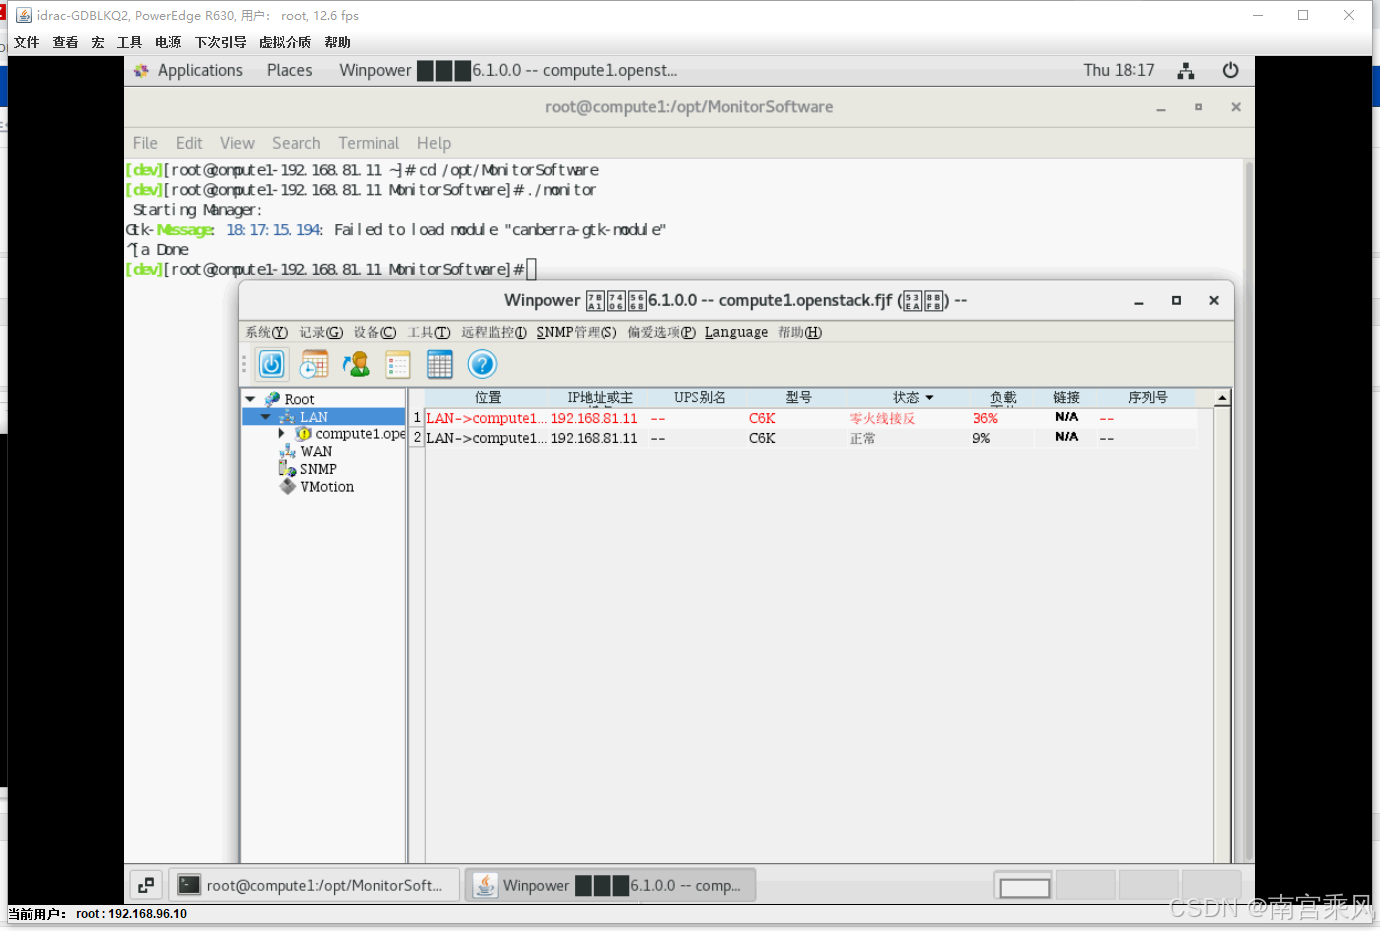 idrac-GDBLKQ2, PowerEdge R630, 用户： root, 12.6 fps
文件 查看 宏 工具 电源 下次引导 虚拟介质 帮助
Applications Places Winpower 6.1.0.0 -- compute1.openst... Thu 18:17
root@compute1:/opt/MonitorSoftware
File Edit View Search Terminal Help
[dev][root@compute1-192.168.81.11 ~]# cd /opt/MonitorSoftware
[dev][root@compute1-192.168.81.11 MonitorSoftware]# ./monitor
Starting Manager:
Gtk-Message: 18:17:15.194: Failed to load module "canberra-gtk-module"
^[a Done
[dev][root@compute1-192.168.81.11 MonitorSoftware]#
Winpower 6.1.0.0 -- compute1.openstack.fjf () --
系统(Y) 记录(G) 设备(C) 工具(T) 远程监控(I) SNMP管理(S) 偏爱选项(P) Language 帮助(H)
Root
LAN
compute1.ope
WAN
SNMP
VMotion
位置 IP地址或主 UPS别名 型号 状态 负载 链接 序列号
1 LAN->compute1... 192.168.81.11 -- C6K 零火线接反 36% N/A --
2 LAN->compute1... 192.168.81.11 -- C6K 正常 9% N/A --
root@compute1:/opt/MonitorSoft... Winpower 6.1.0.0 -- comp...
当前用户： root : 192.168.96.10
CSDN @南宫乘风